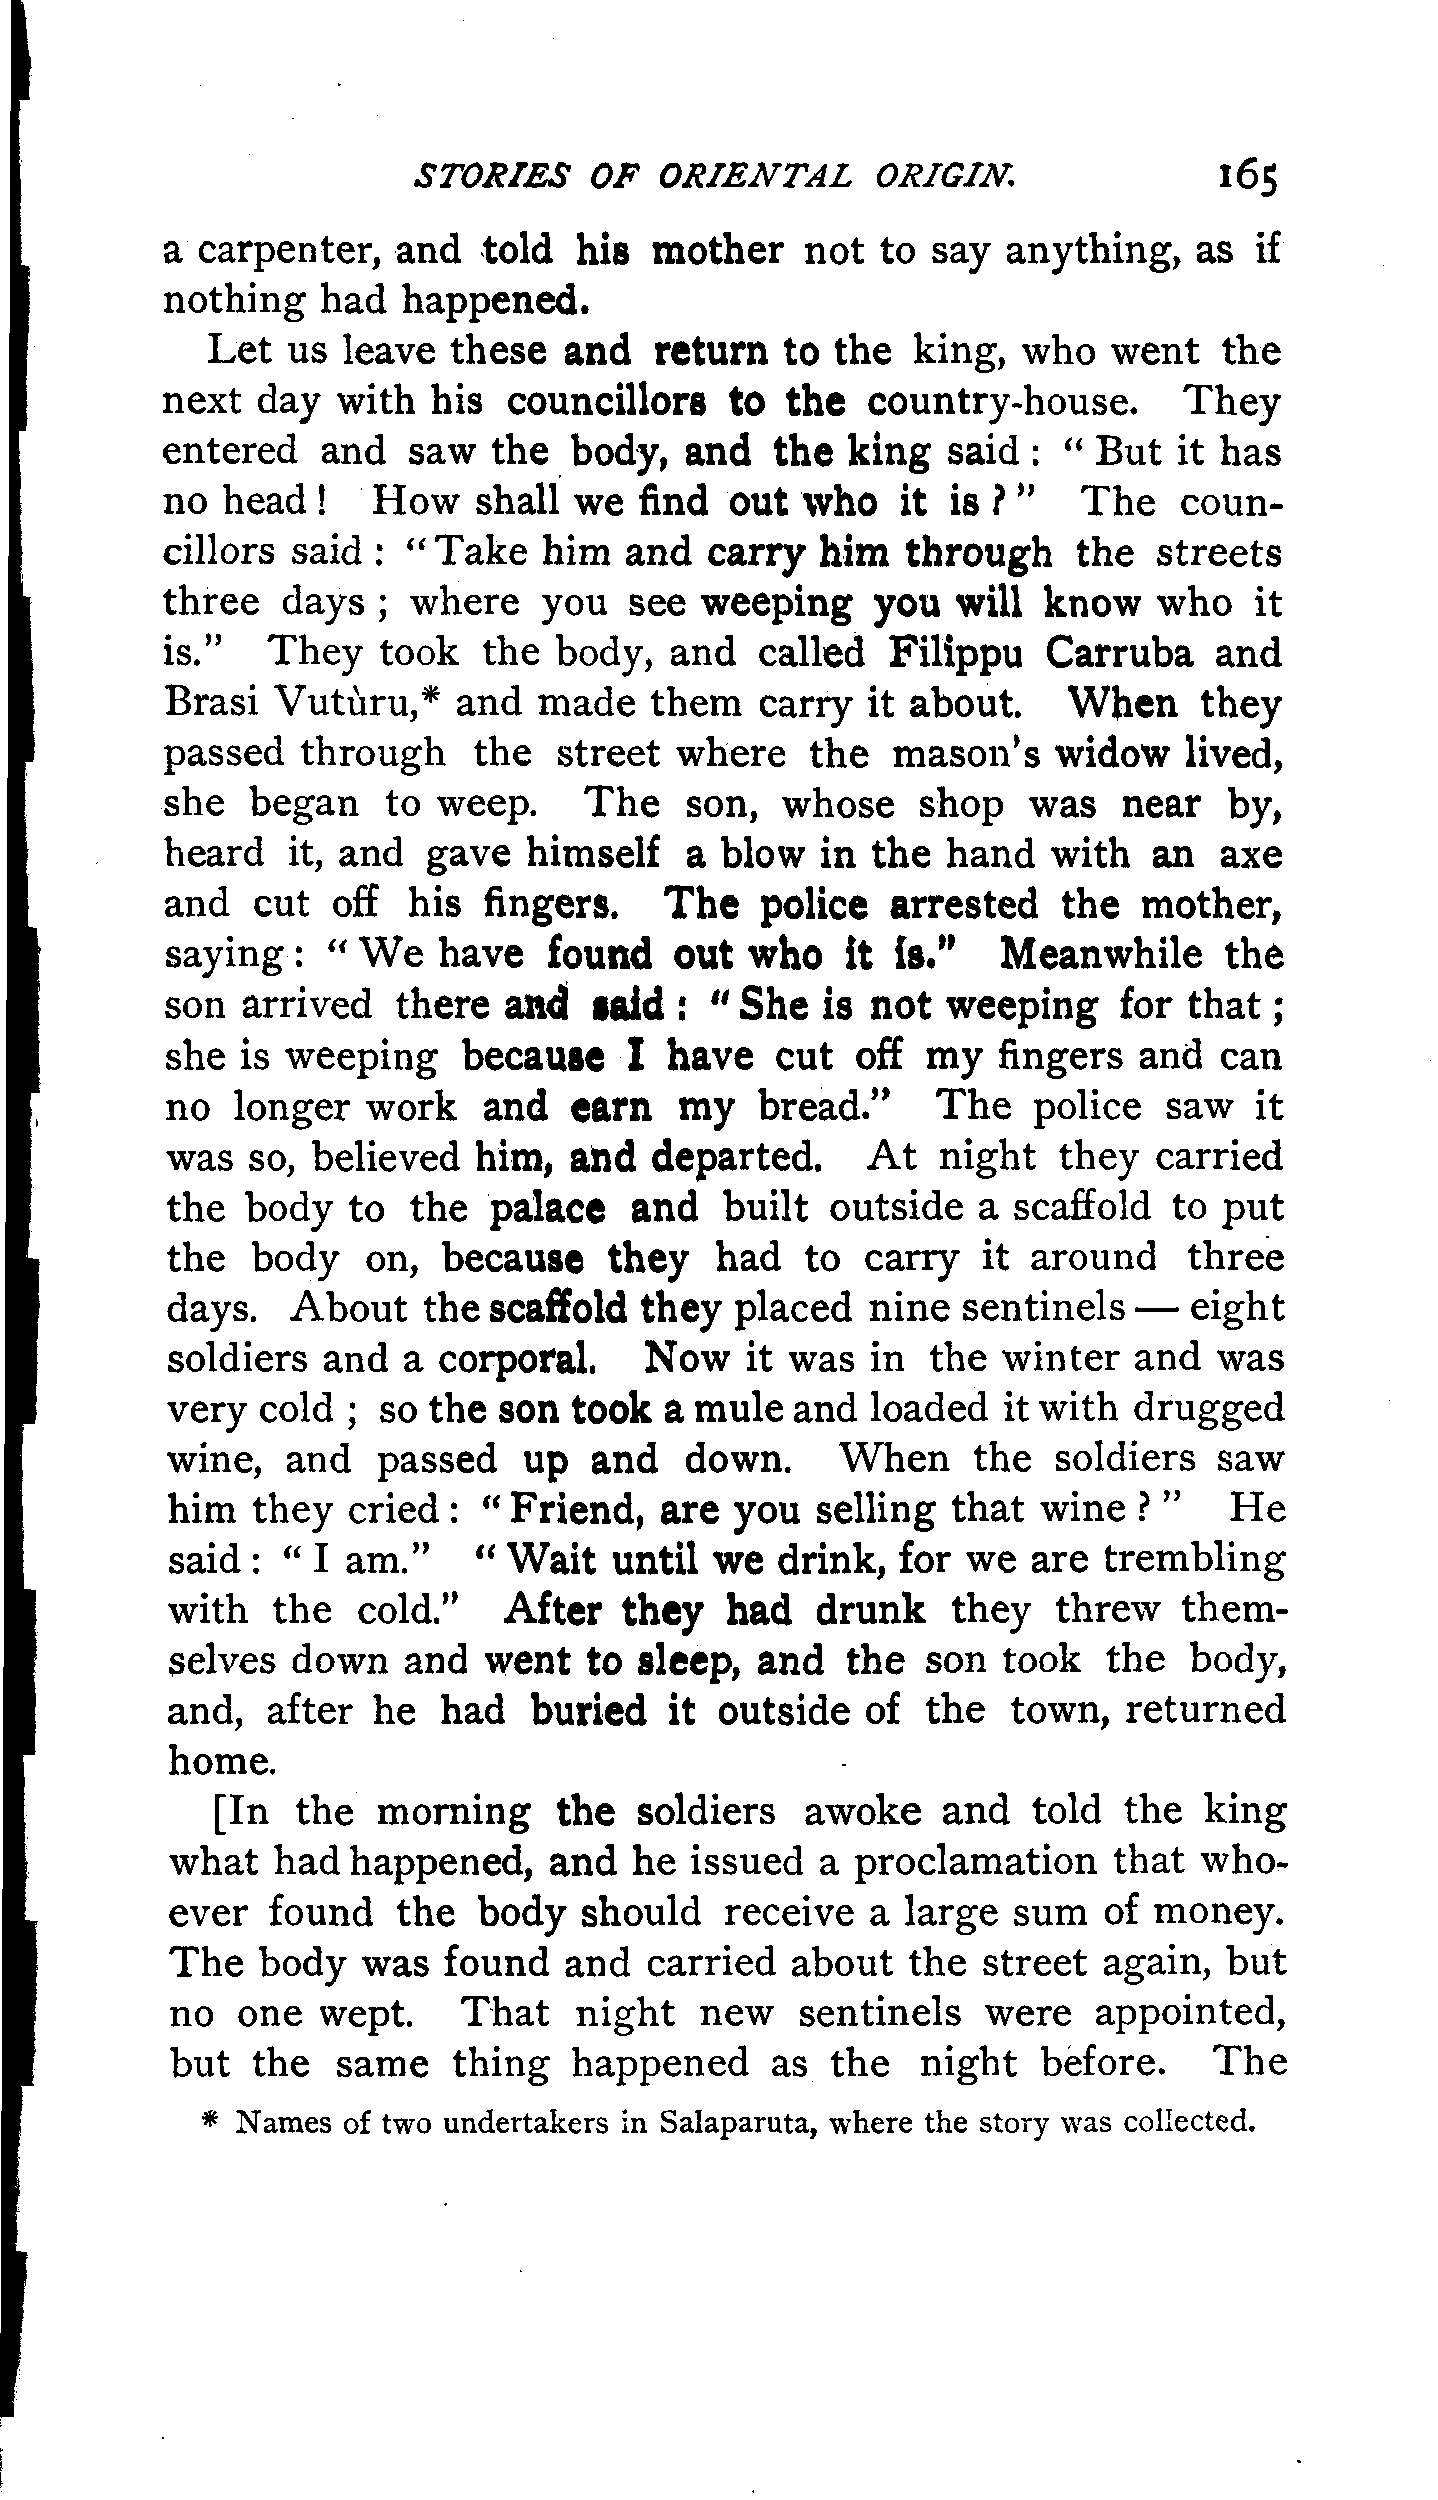 STORIES OF ORIENTAL ORIGIN. 165
a carpenter, and told his mother not to say anything, as if
nothing had happened.
Let us leave these and return to the king, who went the
next day with his councillors to the country-house. They
entered and saw the body, and the king said : " But it has
no head ! How shall we find out who it is ? " The coun-
cillors said : " Take him and carry him through the streets
three days ; where you see weeping you will know who it
is." They took the body, and called Filippu Carruba and
Brasi Vutùru,* and made them carry it about. When they
passed through the street where the mason's widow lived,
she began to weep. The son, whose shop was near by,
heard it, and gave himself a blow in the hand with an axe
and cut off his fingers. The police arrested the mother,
saying : " We have found out who it is." Meanwhile the
son arrived there and said : " She is not weeping for that ;
she is weeping because I have cut off my fingers and can
no longer work and earn my bread." The police saw it
was so, believed him, and departed. At night they carried
the body to the palace and built outside a scaffold to put
the body on, because they had to carry it around three
days. About the scaffold they placed nine sentinels — eight
soldiers and a corporal. Now it was in the winter and was
very cold ; so the son took a mule and loaded it with drugged
wine, and passed up and down. When the soldiers saw
him they cried : " Friend, are you selling that wine ? " He
said : " I am." " Wait until we drink, for we are trembling
with the cold." After they had drunk they threw them-
selves down and went to sleep, and the son took the body,
and, after he had buried it outside of the town, returned
home.
[In the morning the soldiers awoke and told the king
what had happened, and he issued a proclamation that who-
ever found the body should receive a large sum of money.
The body was found and carried about the street again, but
no one wept. That night new sentinels were appointed,
but the same thing happened as the night before. The
* Names of two undertakers in Salaparuta, where the story was collected.